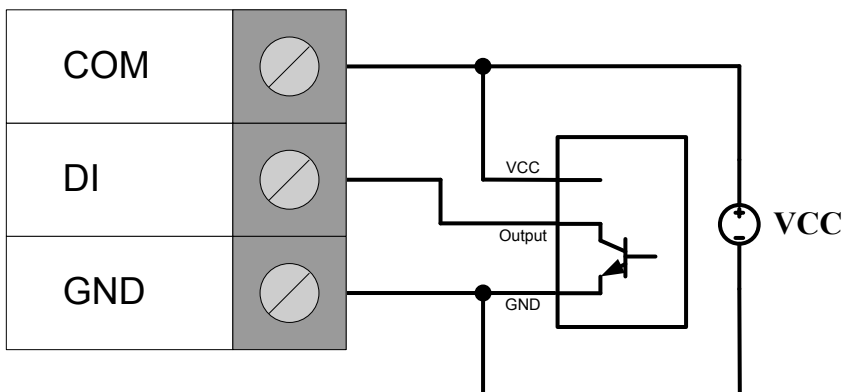 COM
DI
GND
VCC
Output
GND
VCC